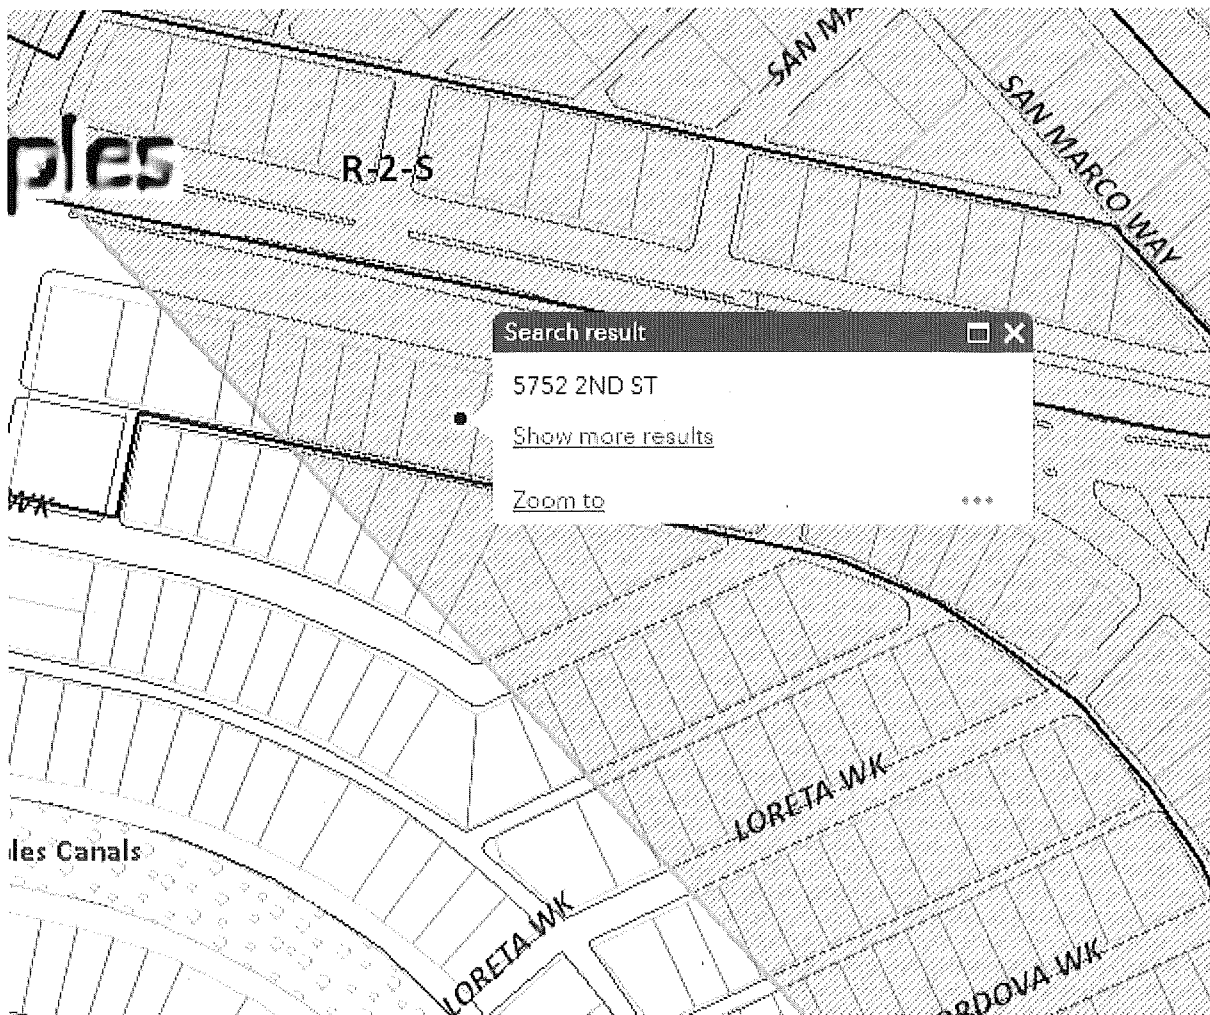 SAN MA
SAN MARCO WAY
ples
R-2-S
Search result
5752 2ND ST
Show more results
Zoom to
WK
LORETA WK
les Canals
LORETA WK
RDOVA WK